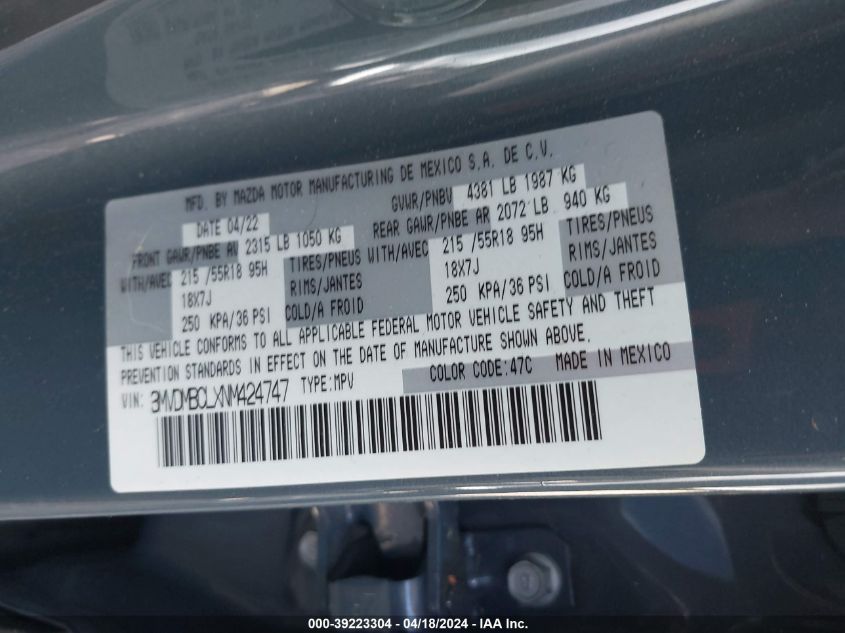 MFD. BY MAZDA MOTOR MANUFACTURING DE MEXICO S.A. DE C.V.
DATE 04/22 GVWR/PNBV 4381 LB 1987 KG
FRONT GAWR/PNBE AV 2315 LB 1050 KG REAR GAWR/PNBE AR 2072 LB 940 KG
WITH/AVEC 215 /55R18 95H TIRES/PNEUS WITH/AVEC 215 /55R18 95H TIRES/PNEUS
18X7J RIMS/JANTES 18X7J RIMS/JANTES
250 KPA/36 PSI COLD/A FROID 250 KPA/36 PSI COLD/A FROID
THIS VEHICLE CONFORMS TO ALL APPLICABLE FEDERAL MOTOR VEHICLE SAFETY AND THEFT
PREVENTION STANDARDS IN EFFECT ON THE DATE OF MANUFACTURE SHOWN ABOVE.
COLOR CODE:47C MADE IN MEXICO
VIN: 3MVDMBCLXNM424747 TYPE:MPV
000-39223304 - 04/18/2024 - IAA Inc.